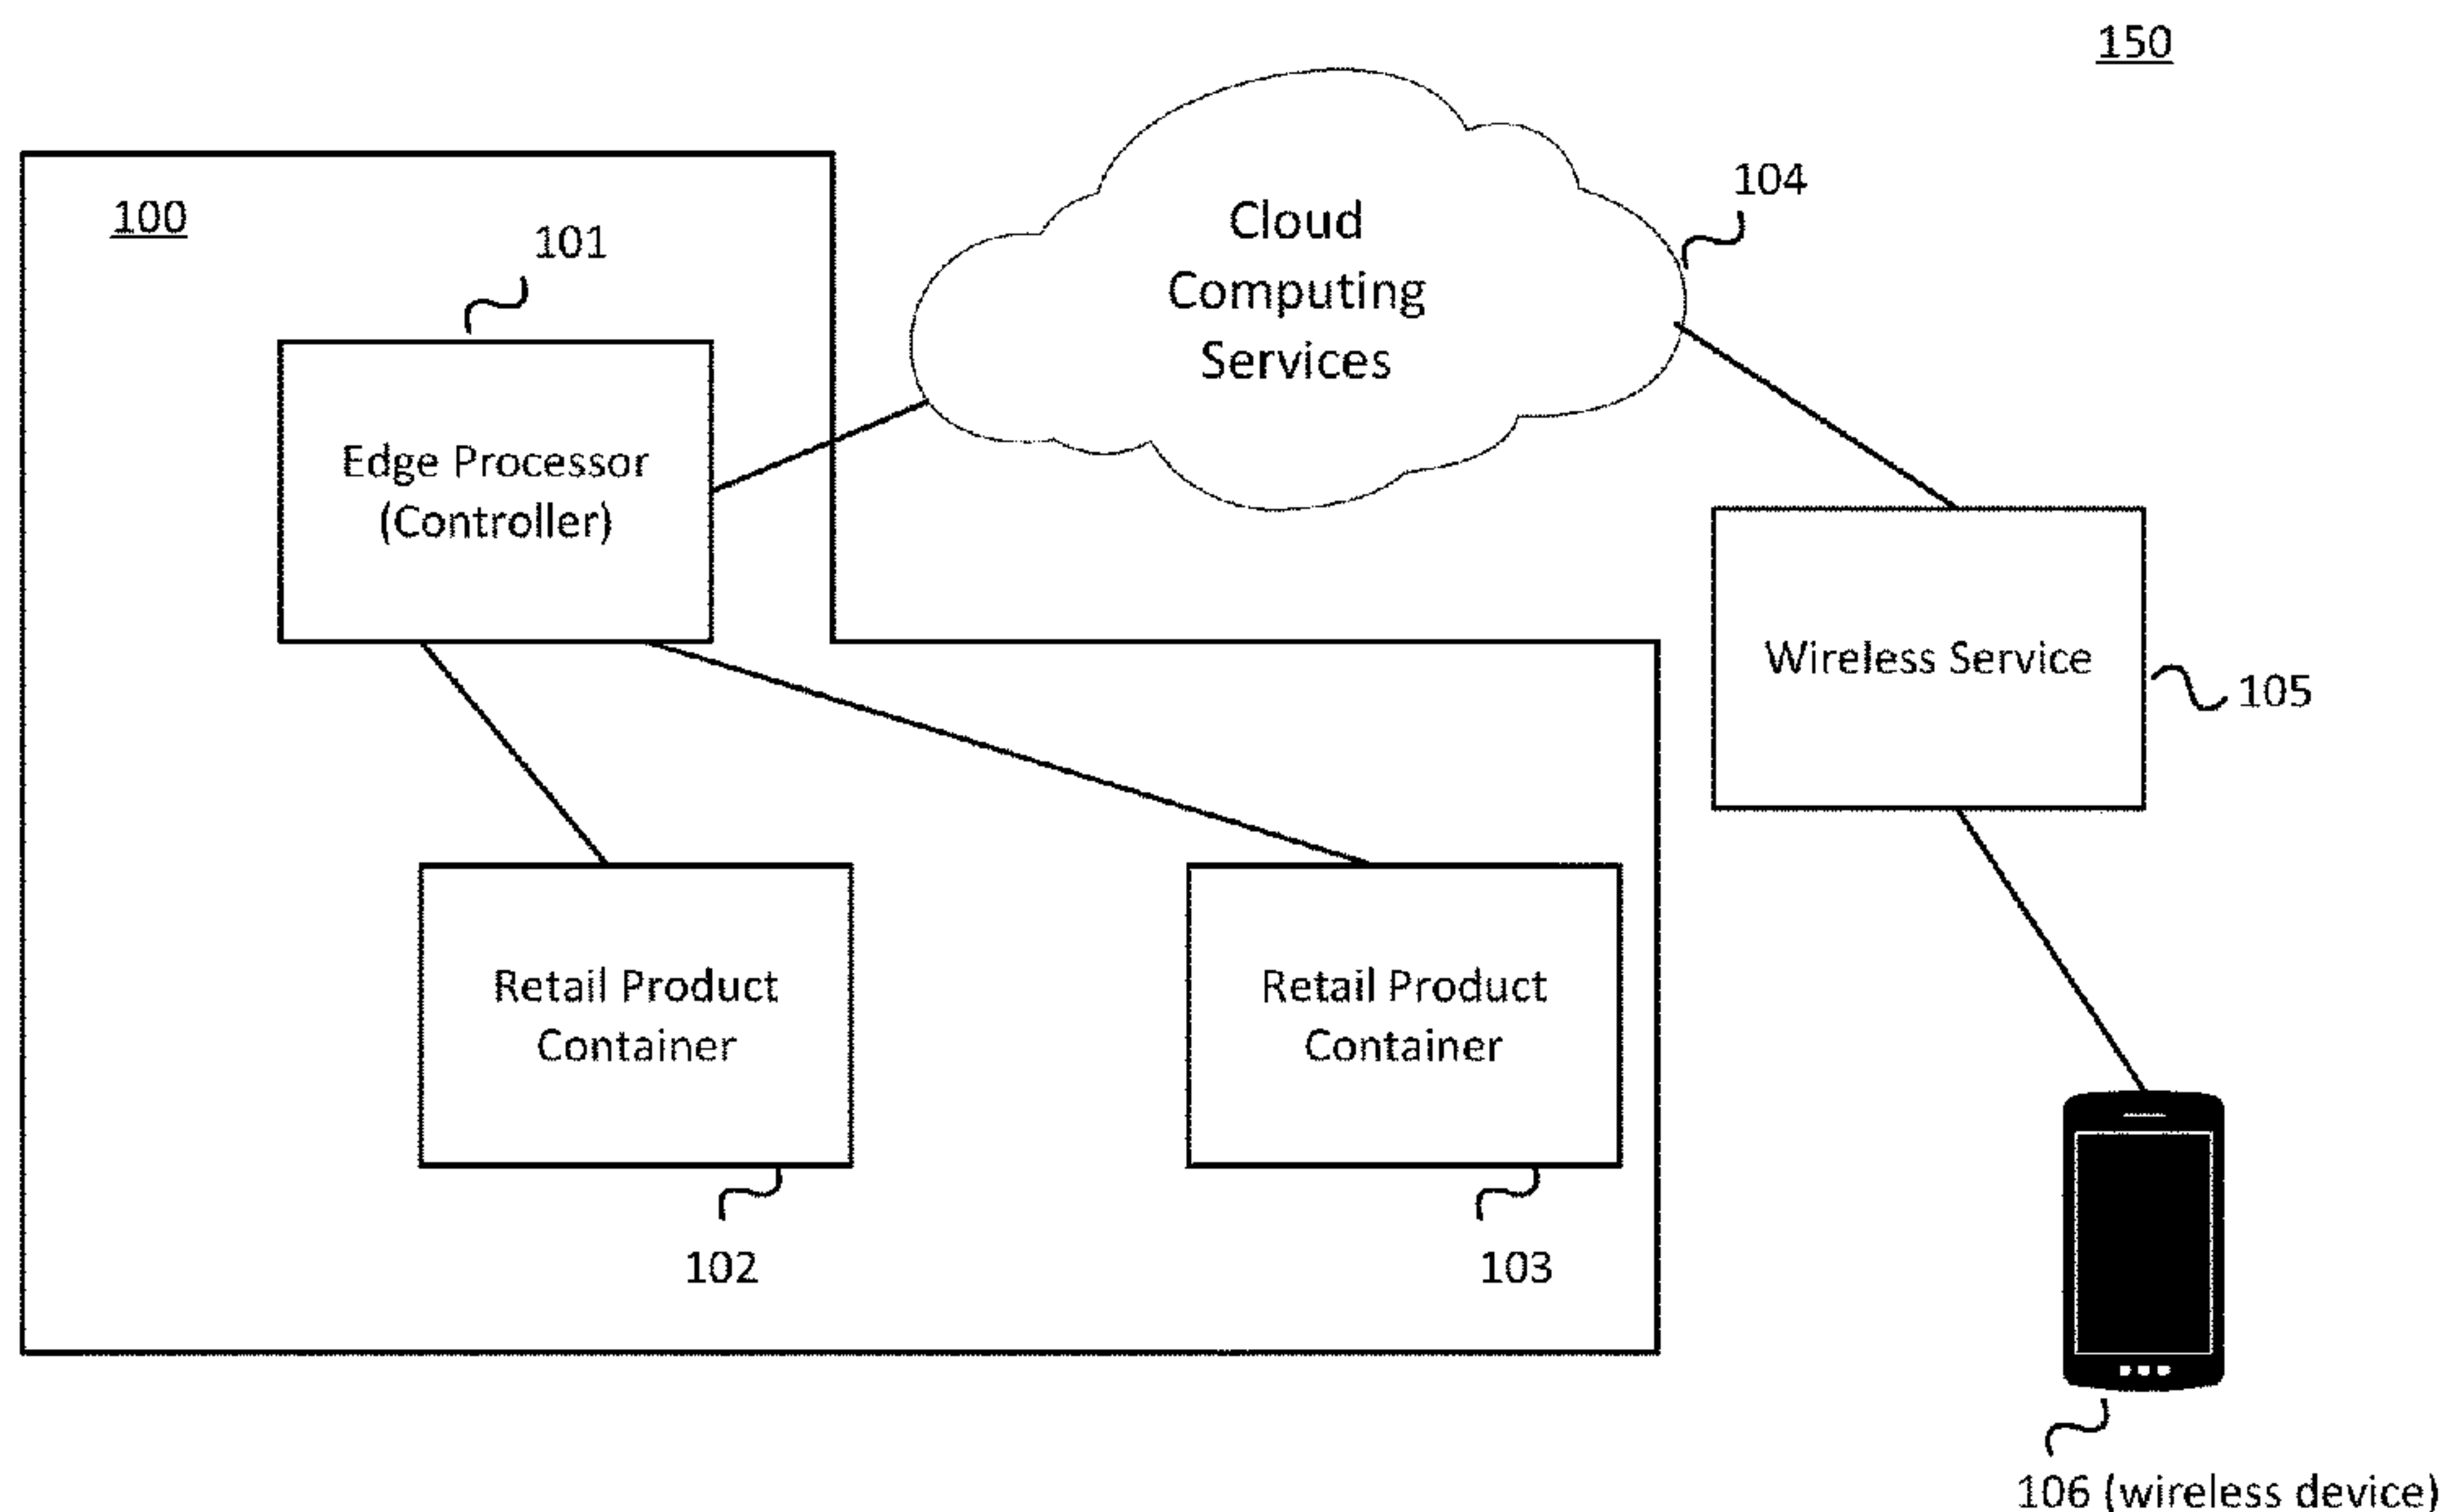 150
104
100
101
Cloud
Computing
Services
Edge Processor
(Controller)
Wireless Service
105
Retail Product
Container
Retail Product
Container
102
103
106 (wireless device)